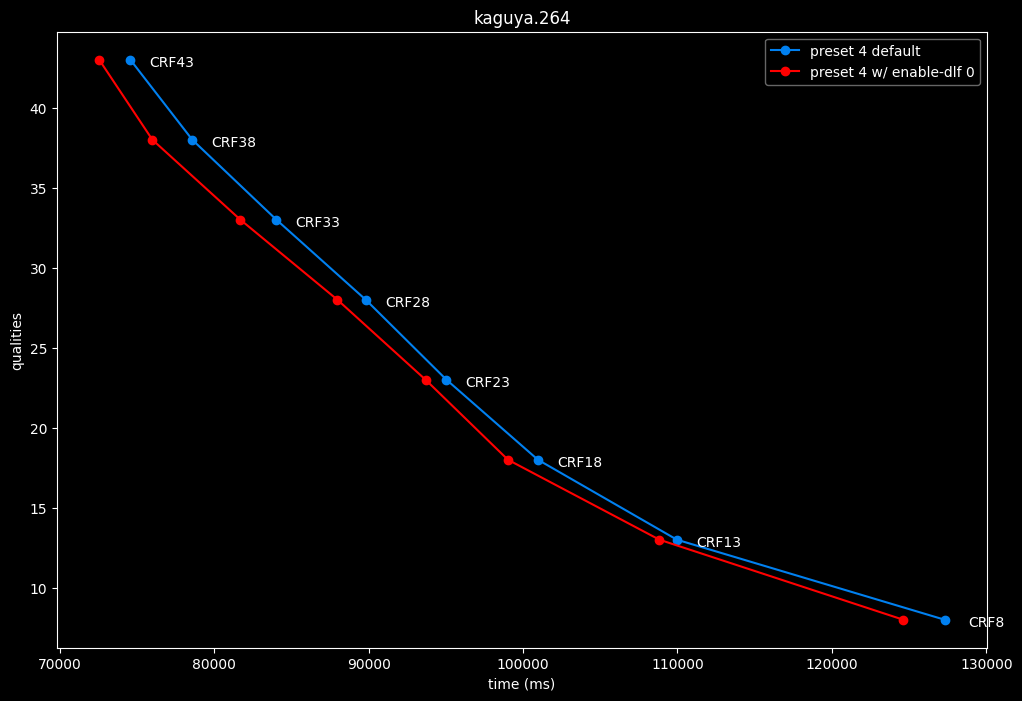 kaguya.264
preset 4 default
preset 4 w/ enable-dlf 0
CRF43
CRF38
CRF33
CRF28
CRF23
CRF18
CRF13
CRF8
qualities
40
35
30
25
20
15
10
70000 80000 90000 100000 110000 120000 130000
time (ms)